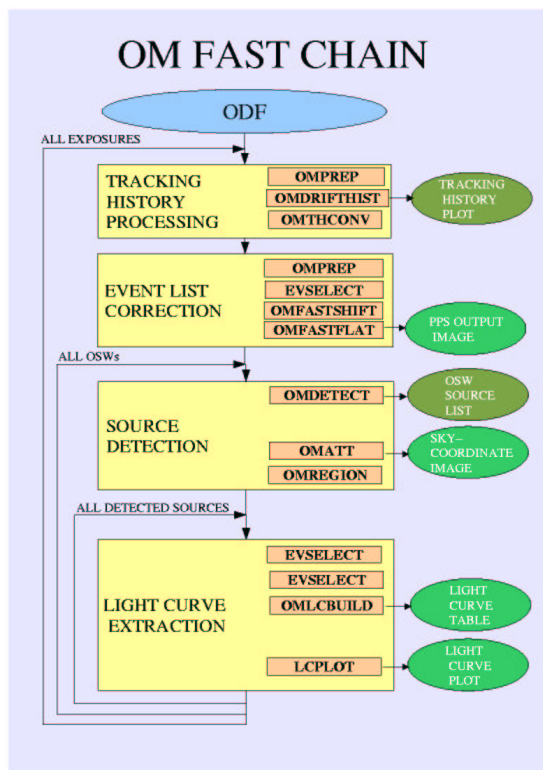 OM FAST CHAIN
ODF
ALL EXPOSURES
TRACKING
HISTORY
PROCESSING
OMPREP
OMDRIFTHIST
OMTHCONV
TRACKING
HISTORY
PLOT
EVENT LIST
CORRECTION
OMPREP
EVSELECT
OMFASTSHIFT
OMFASTFLAT
PPS OUTPUT
IMAGE
ALL OSWs
SOURCE
DETECTION
OMDETECT
OMATT
OMREGION
OSW
SOURCE
LIST
SKY-
COORDINATE
IMAGE
ALL DETECTED SOURCES
LIGHT CURVE
EXTRACTION
EVSELECT
EVSELECT
OMLCBUILD
LCPLOT
LIGHT
CURVE
TABLE
LIGHT
CURVE
PLOT